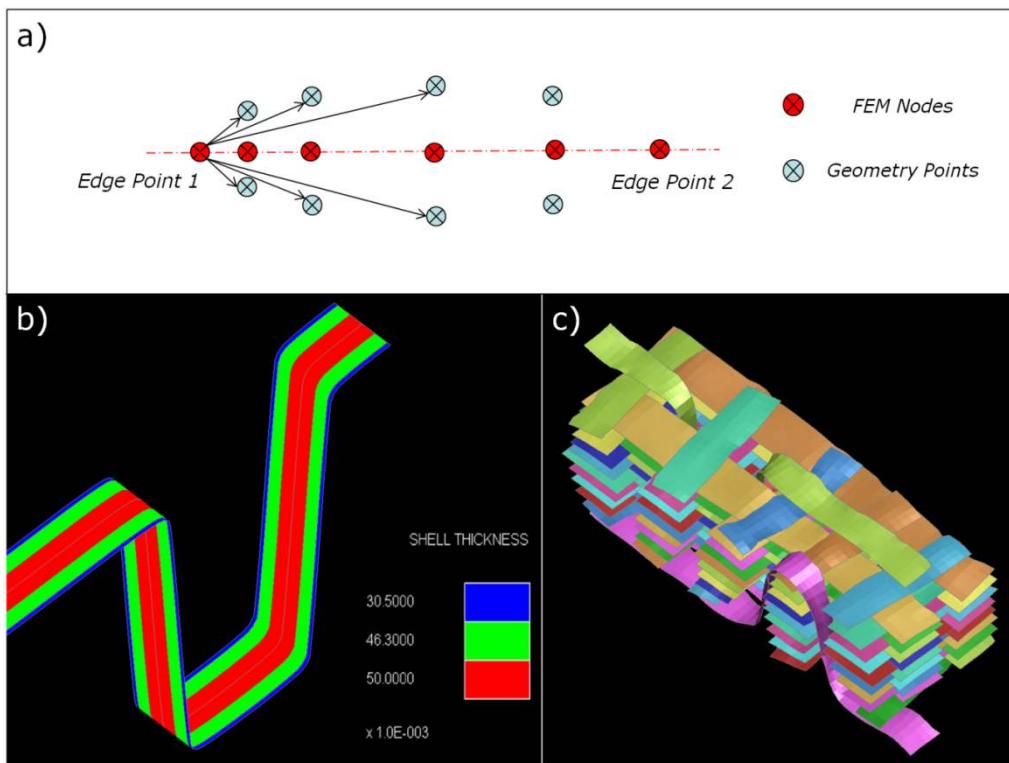 a)
FEM Nodes
Edge Point 1
Edge Point 2
Geometry Points
b)
SHELL THICKNESS
30.5000
46.3000
50.0000
x 1.0E-003
c)